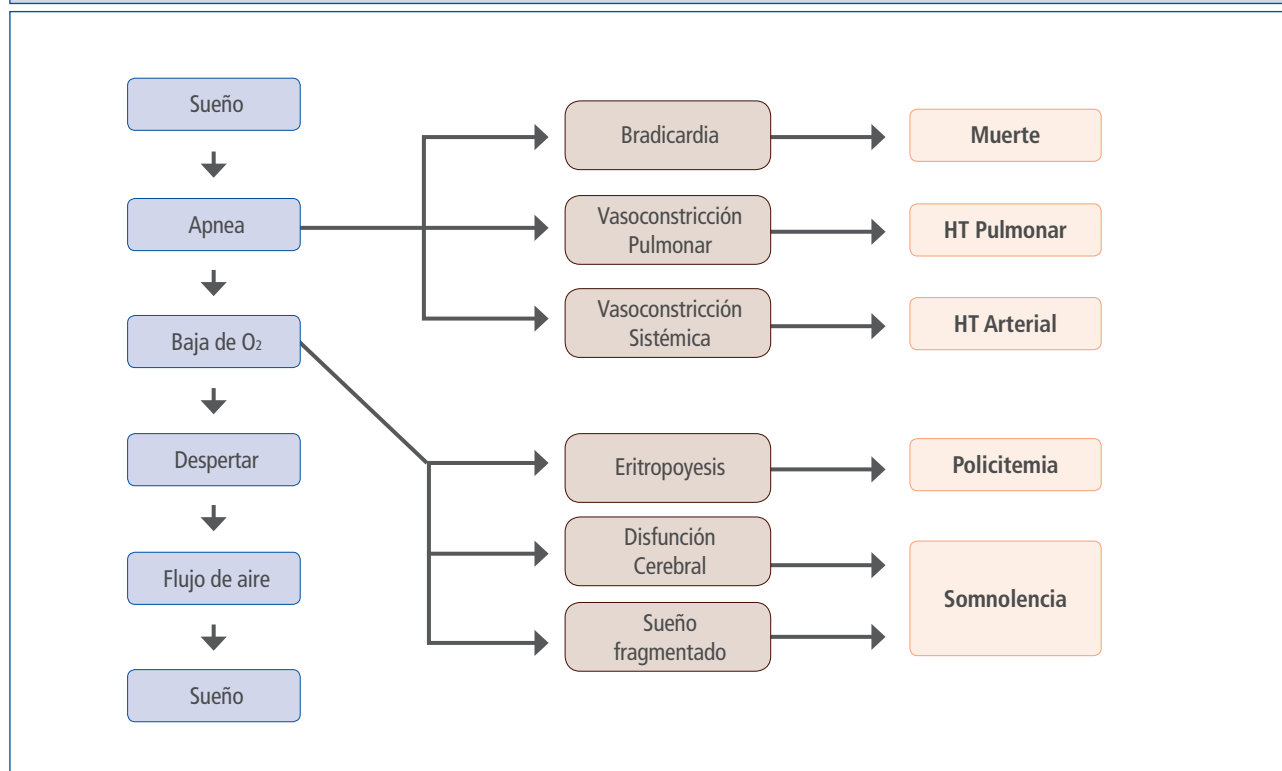 Sueño
Apnea
Baja de O₂
Despertar
Flujo de aire
Sueño
Bradicardia
Vasoconstricción
Pulmonar
Vasoconstricción
Sistémica
Eritropoyesis
Disfunción
Cerebral
Sueño
fragmentado
Muerte
HT Pulmonar
HT Arterial
Policitemia
Somnolencia